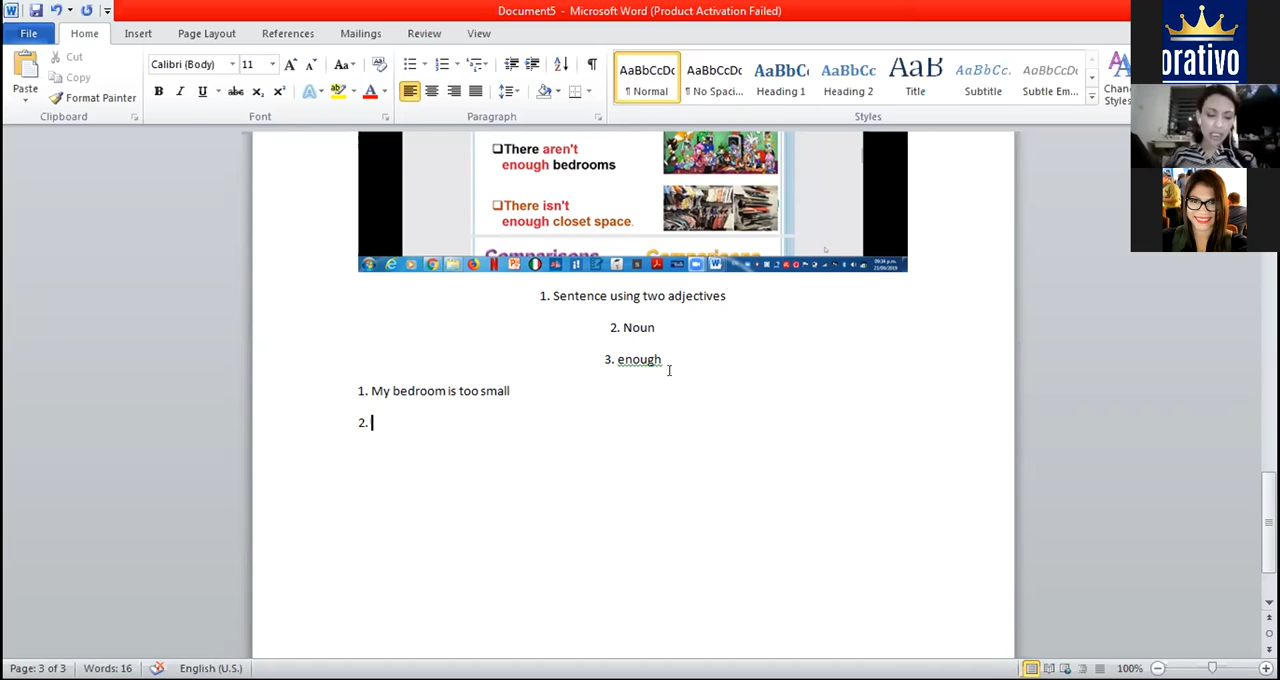 Document5 - Microsoft Word (Product Activation Failed)
File Home Insert Page Layout References Mailings Review View
Paste
Cut
Copy
Format Painter
Clipboard
Calibri (Body) 11
Font
Paragraph
AaBbCcDc AaBbCcDc AaBbC AaBbCc AaB AaBbCc. AaBbCcDc
¶ Normal ¶ No Spaci... Heading 1 Heading 2 Title Subtitle Subtle Em...
Styles
Styles
orativo
There aren't
enough bedrooms
There isn't
enough closet space.
1. Sentence using two adjectives
2. Noun
3. enough
1. My bedroom is too small
2.
Page: 3 of 3 Words: 16 English (U.S.) 100%